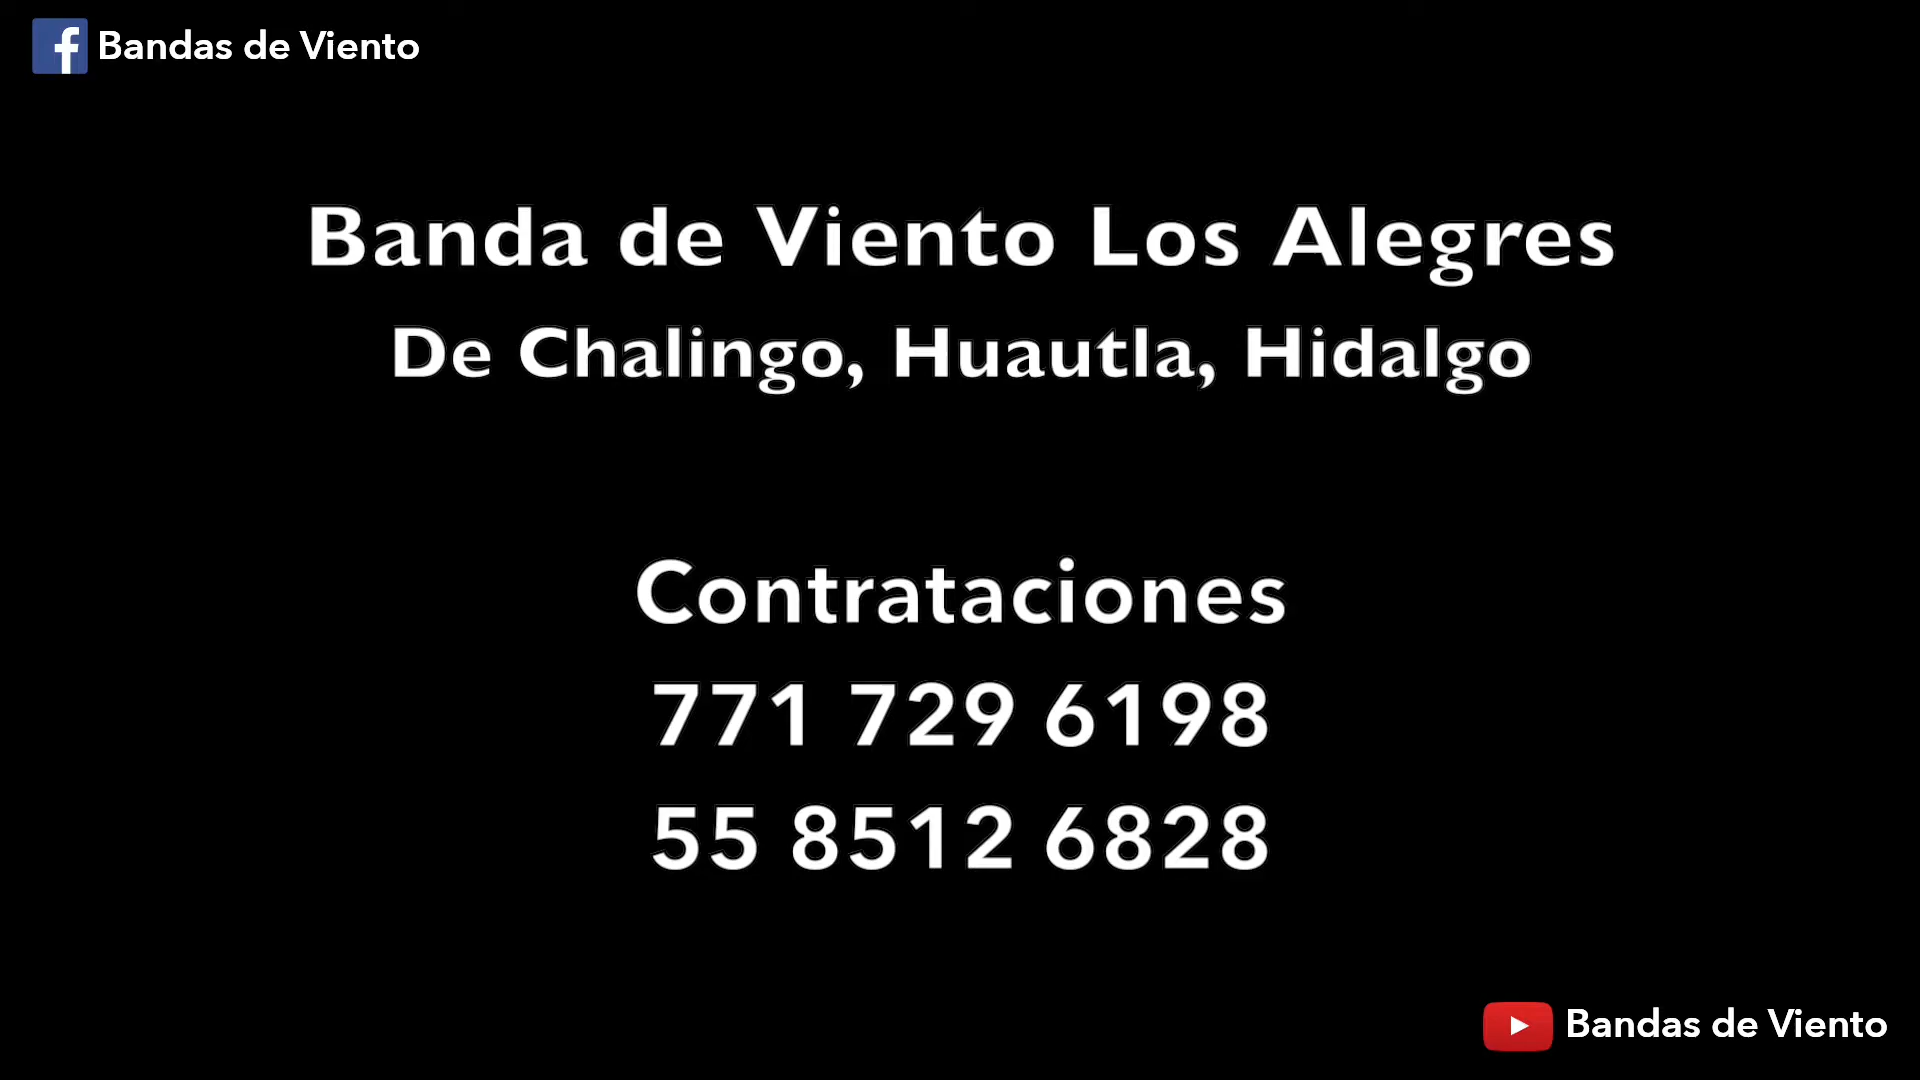 Bandas de Viento
Banda de Viento Los Alegres
De Chalingo, Huautla, Hidalgo
Contrataciones
771 729 6198
55 8512 6828
Bandas de Viento